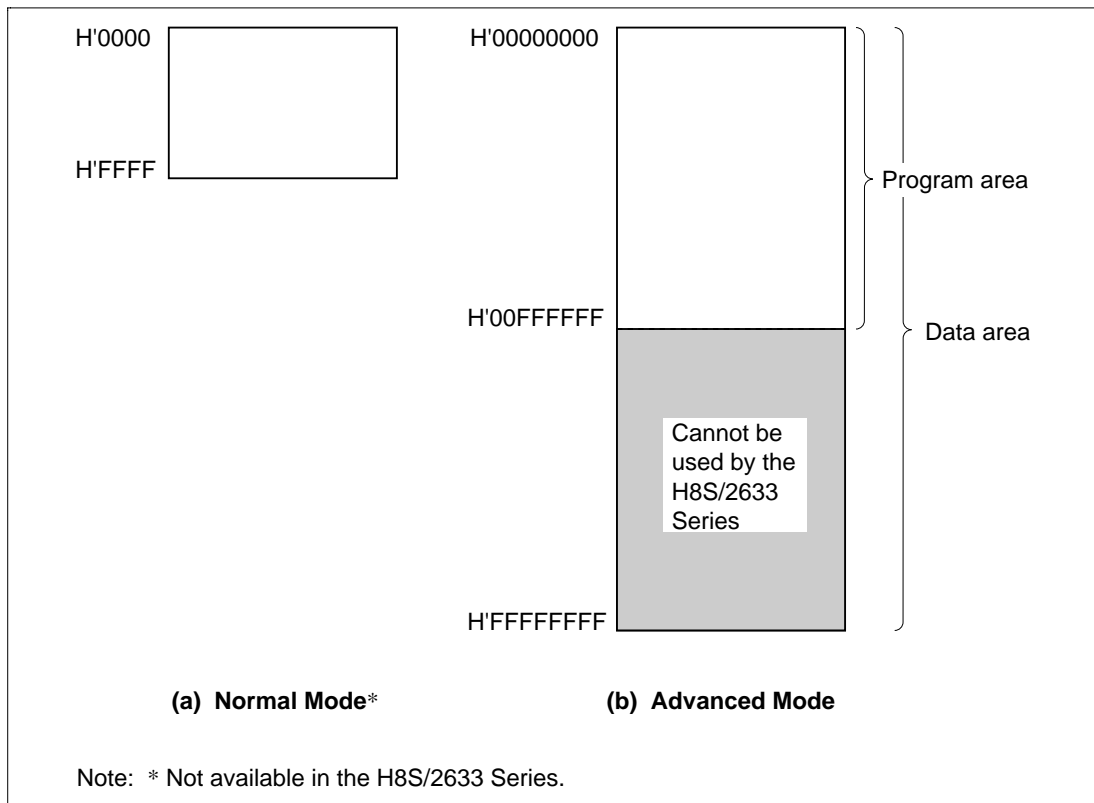 H'0000
H'FFFF
H'00000000
H'00FFFFFF
H'FFFFFFFF
Program area
Data area
Cannot be
used by the
H8S/2633
Series
(a) Normal Mode*
(b) Advanced Mode
Note: * Not available in the H8S/2633 Series.